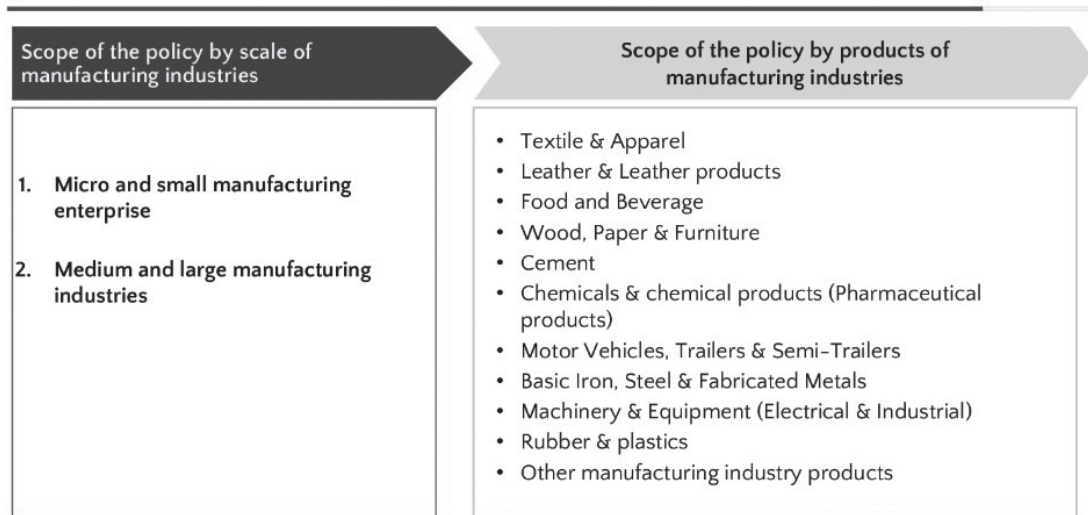 Scope of the policy by scale of
manufacturing industries
1. Micro and small manufacturing
enterprise
2. Medium and large manufacturing
industries
Scope of the policy by products of
manufacturing industries
• Textile & Apparel
• Leather & Leather products
• Food and Beverage
• Wood, Paper & Furniture
• Cement
• Chemicals & chemical products (Pharmaceutical
products)
• Motor Vehicles, Trailers & Semi-Trailers
• Basic Iron, Steel & Fabricated Metals
• Machinery & Equipment (Electrical & Industrial)
• Rubber & plastics
• Other manufacturing industry products